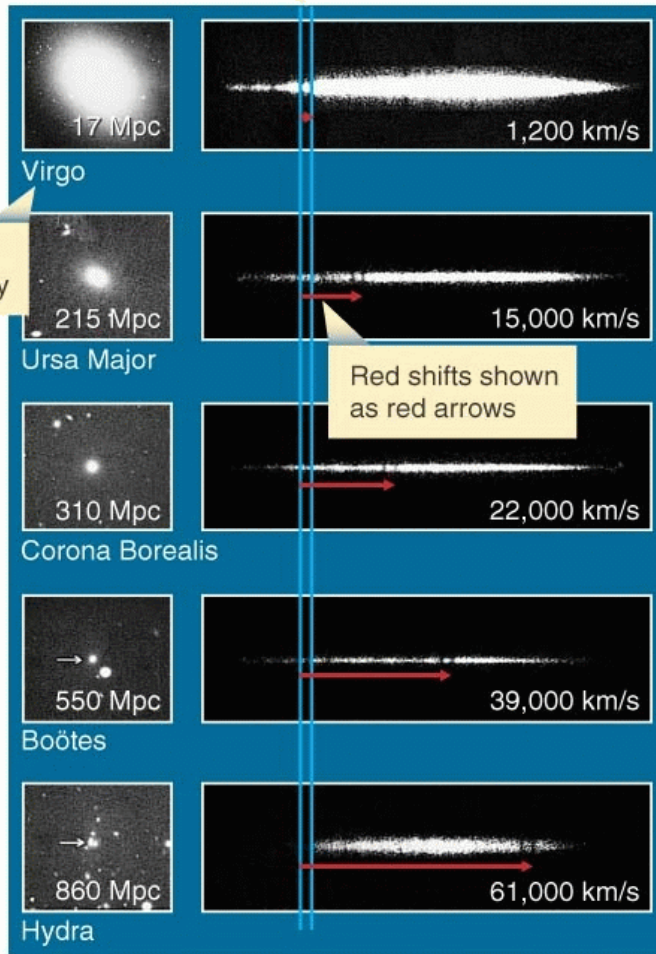 17 Mpc
1,200 km/s
Virgo
y
215 Mpc
15,000 km/s
Ursa Major
Red shifts shown
as red arrows
310 Mpc
22,000 km/s
Corona Borealis
550 Mpc
39,000 km/s
Boötes
860 Mpc
61,000 km/s
Hydra